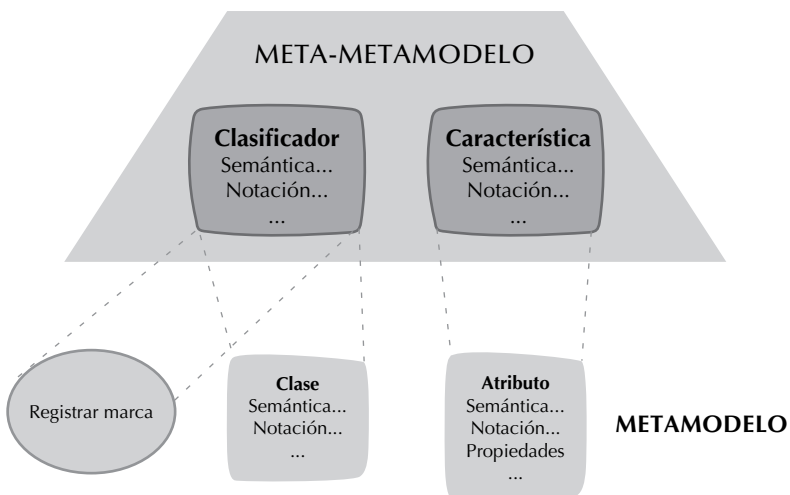 META-METAMODELO
Clasificador
Semántica...
Notación...
...
Característica
Semántica...
Notación...
...
Registrar marca
Clase
Semántica...
Notación...
...
Atributo
Semántica...
Notación...
Propiedades
...
METAMODELO